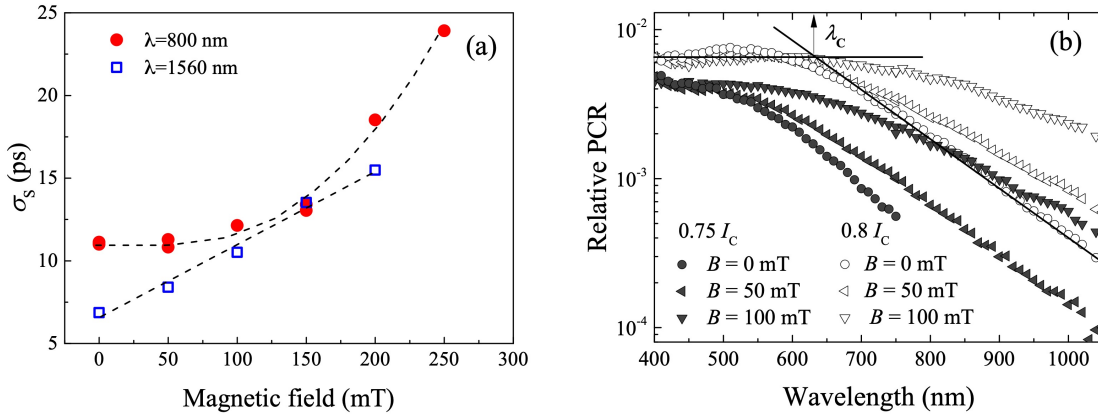 25
20
15
10
5
0
σS (ps)
λ=800 nm
λ=1560 nm
(a)
0 50 100 150 200 250 300
Magnetic field (mT)
10-2
10-3
10-4
Relative PCR
λC
(b)
0.75 IC 0.8 IC
B = 0 mT B = 0 mT
B = 50 mT B = 50 mT
B = 100 mT B = 100 mT
400 500 600 700 800 900 1000
Wavelength (nm)